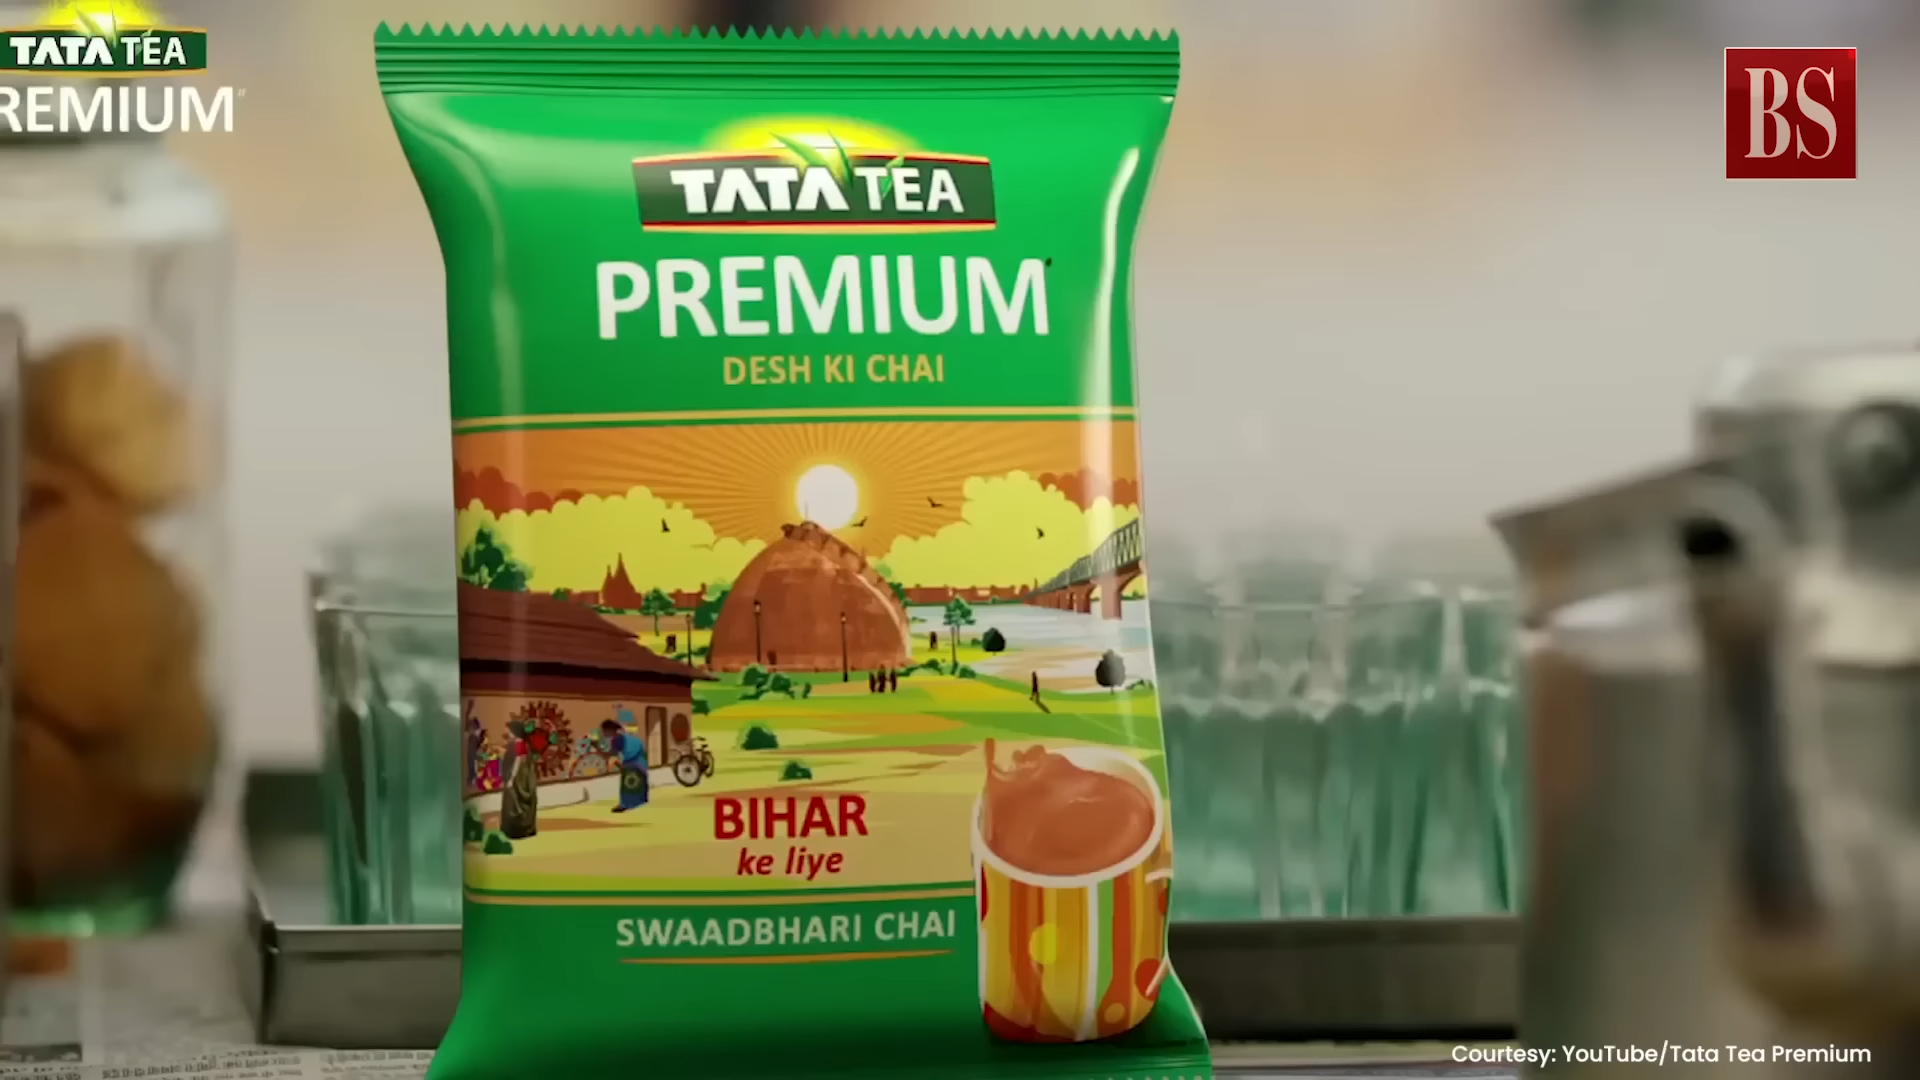 TATA TEA
REMIUM
BS
TATA TEA
PREMIUM
DESH KI CHAI
BIHAR
ke liye
SWAADBHARI CHAI
Courtesy: YouTube/Tata Tea Premium